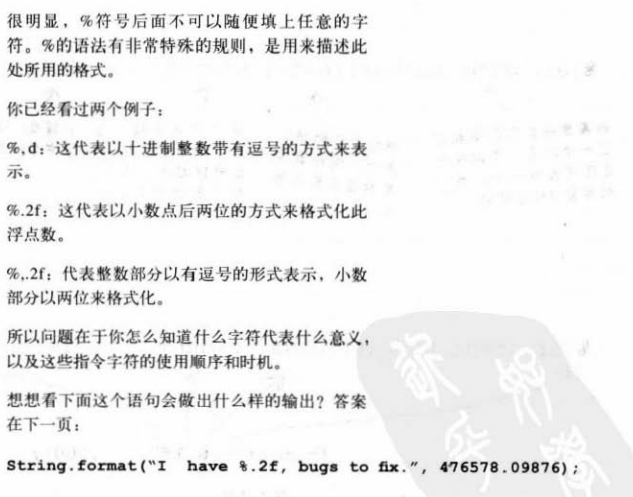 很明显，%符号后面不可以随便填上任意的字
符。%的语法有非常特殊的规则，是用来描述此
处所用的格式。
你已经看过两个例子：
%,d：这代表以十进制整数带有逗号的方式来表
示。
%.2f：这代表以小数点后两位的方式来格式化此
浮点数。
%,.2f：代表整数部分以有逗号的形式表示，小数
部分以两位来格式化。
所以问题在于你怎么知道什么字符代表什么意义，
以及这些指令字符的使用顺序和时机。
想想看下面这个语句会做出什么样的输出？答案
在下一页：
String.format("I have %.2f, bugs to fix.", 476578.09876);